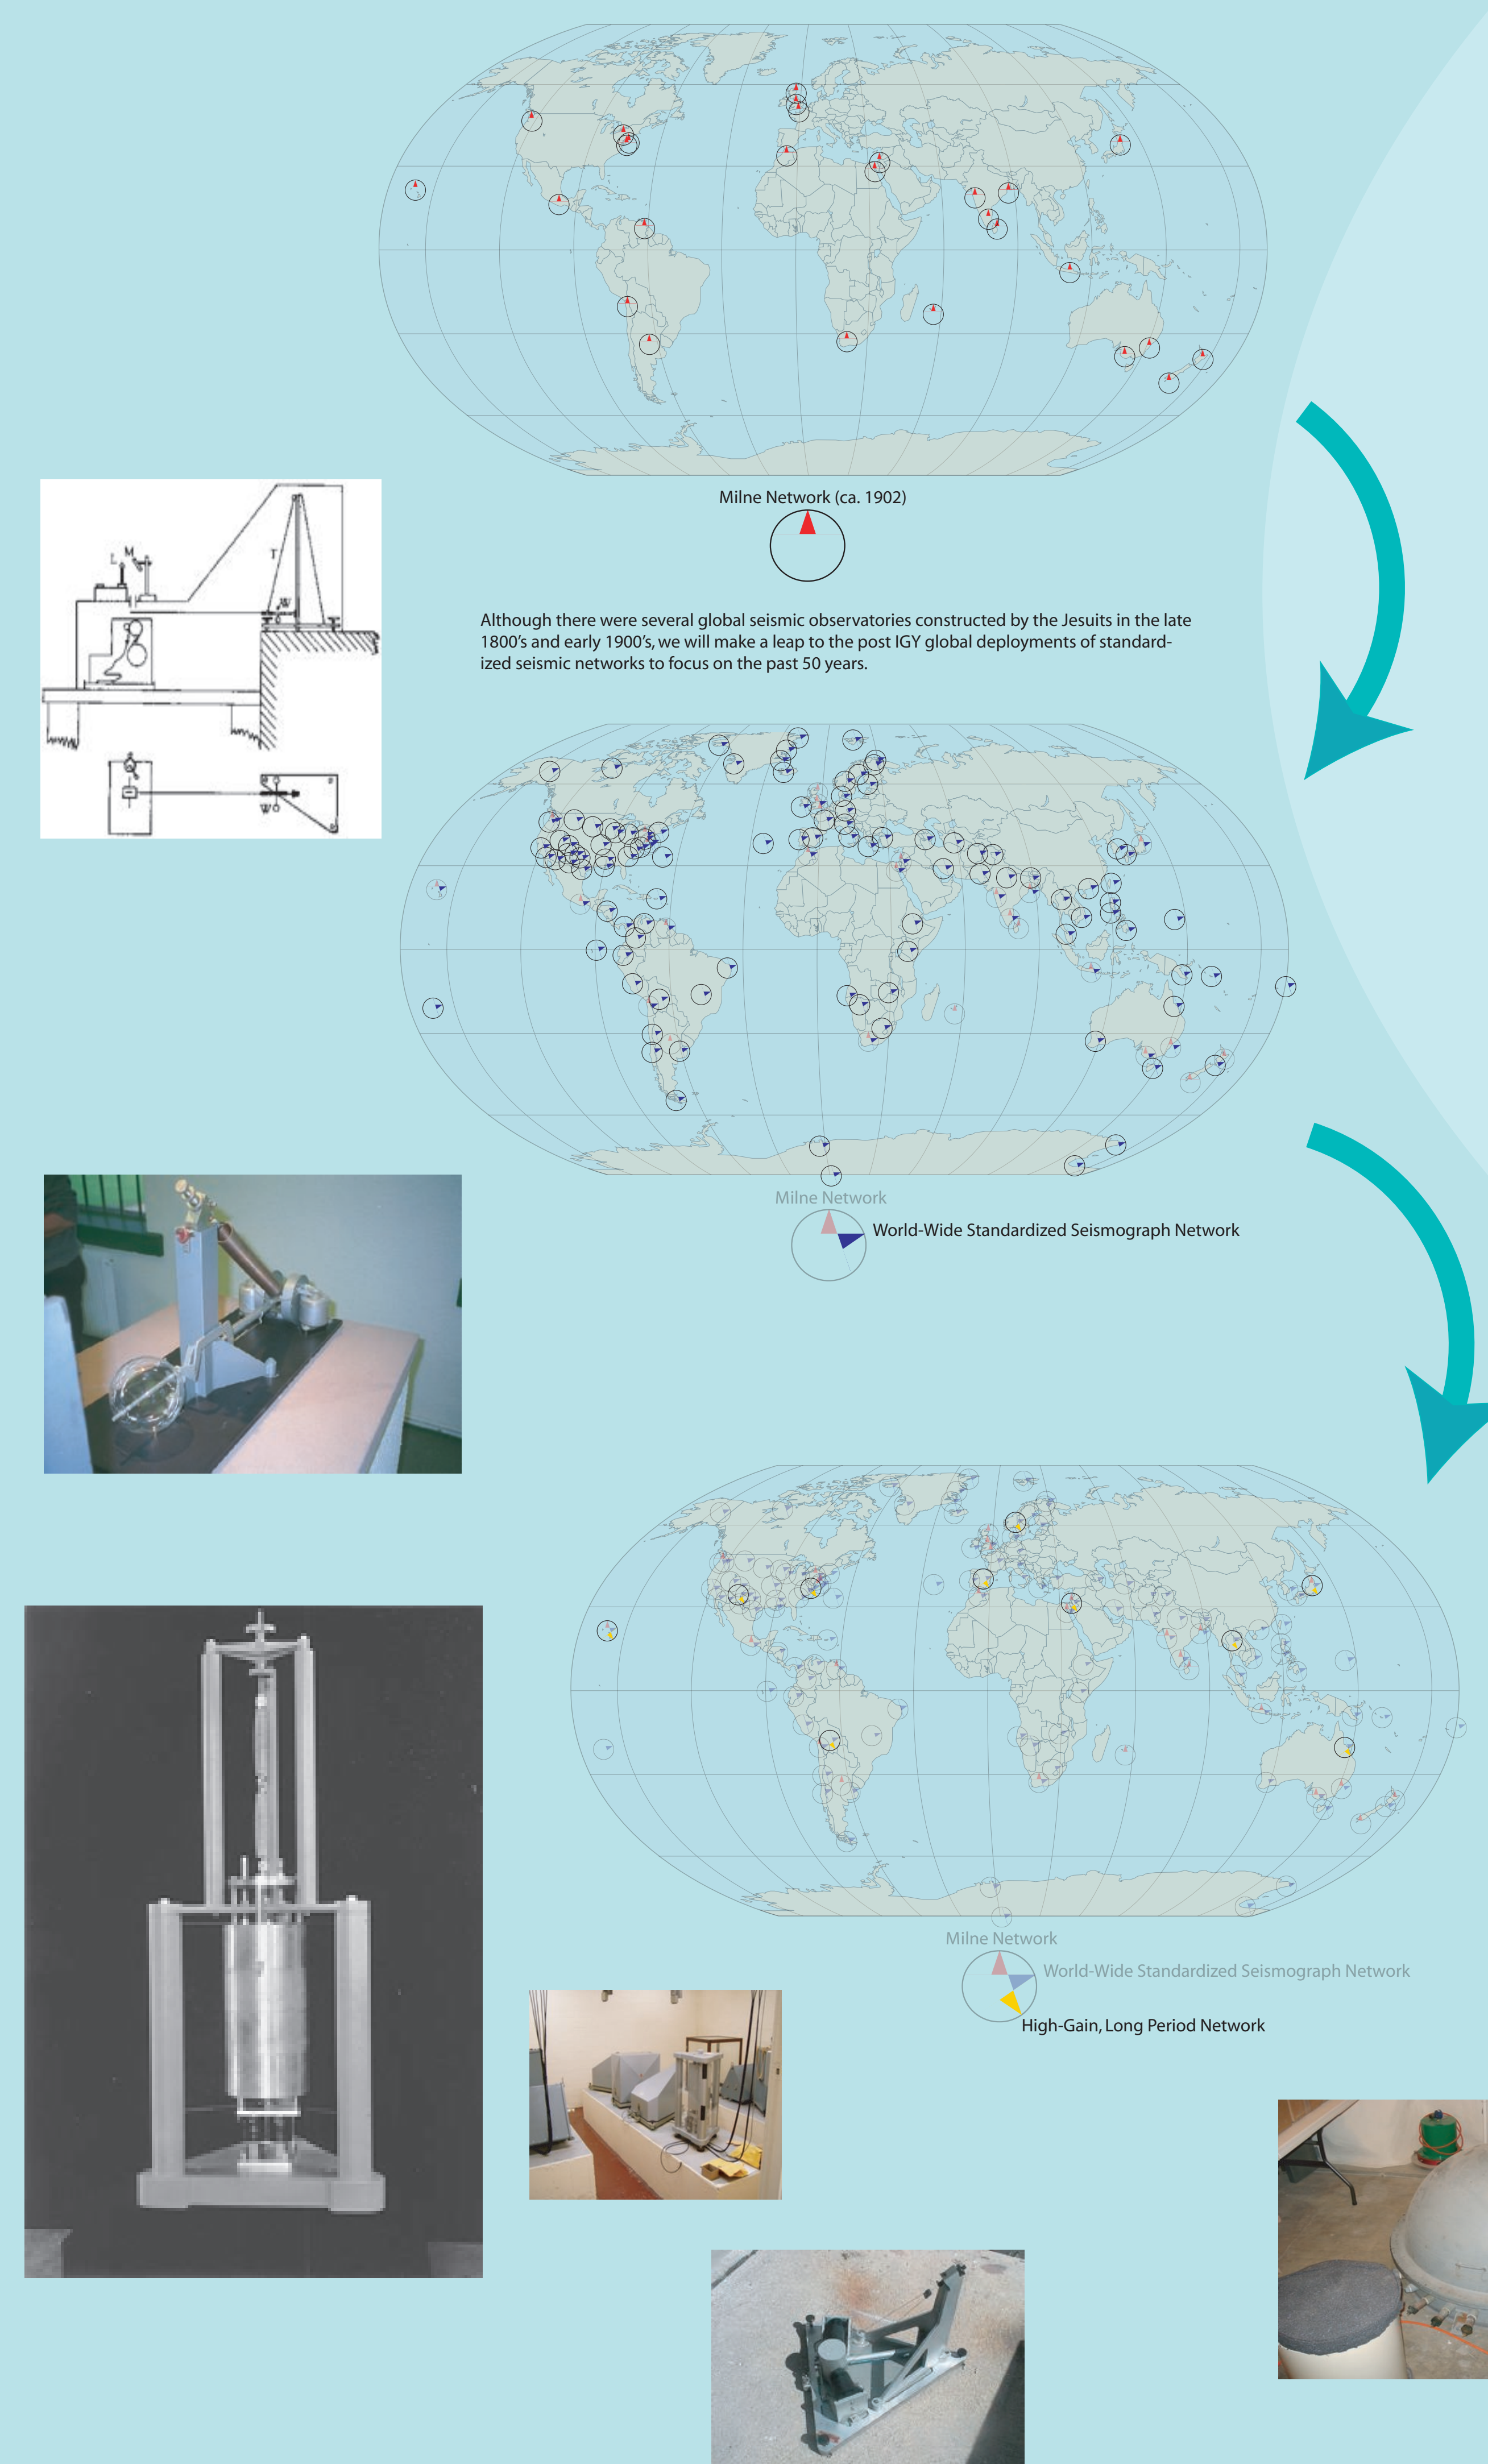 Milne Network (ca. 1902)
L
M
T
W
W
Although there were several global seismic observatories constructed by the Jesuits in the late
1800's and early 1900's, we will make a leap to the post IGY global deployments of standard-
ized seismic networks to focus on the past 50 years.
Milne Network
World-Wide Standardized Seismograph Network
Milne Network
World-Wide Standardized Seismograph Network
High-Gain, Long Period Network